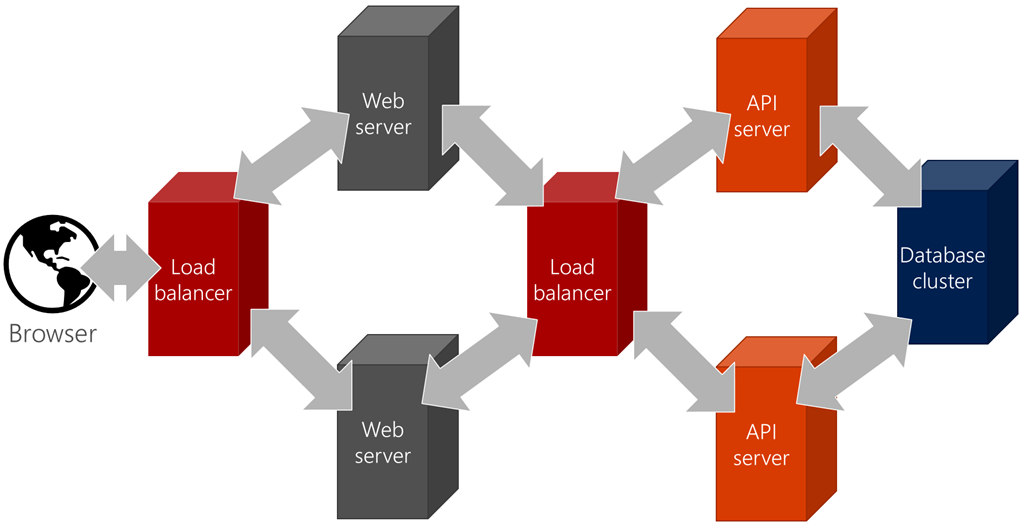 Browser
Load
balancer
Web
server
Web
server
Load
balancer
API
server
API
server
Database
cluster